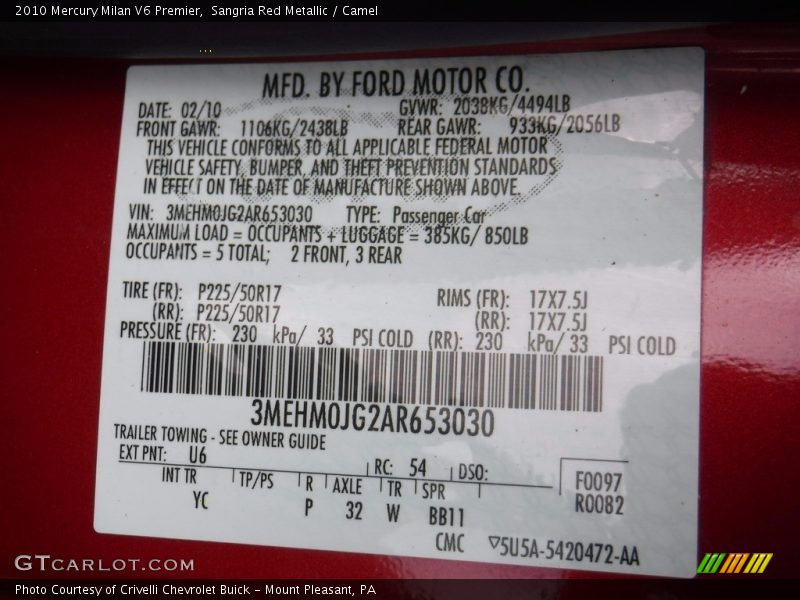 2010 Mercury Milan V6 Premier, Sangria Red Metallic / Camel
MFD. BY FORD MOTOR CO.
DATE: 02/10 GVWR: 2038KG/4494LB
FRONT GAWR: 1106KG/2438LB REAR GAWR: 933KG/2056LB
THIS VEHICLE CONFORMS TO ALL APPLICABLE FEDERAL MOTOR
VEHICLE SAFETY, BUMPER, AND THEFT PREVENTION STANDARDS
IN EFFECT ON THE DATE OF MANUFACTURE SHOWN ABOVE.
VIN: 3MEHM0JG2AR653030 TYPE: Passenger Car
MAXIMUM LOAD = OCCUPANTS + LUGGAGE = 385KG/ 850LB
OCCUPANTS = 5 TOTAL; 2 FRONT, 3 REAR
TIRE (FR): P225/50R17 RIMS (FR): 17X7.5J
(RR): P225/50R17 (RR): 17X7.5J
PRESSURE (FR): 230 kPa/ 33 PSI COLD (RR): 230 kPa/ 33 PSI COLD
3MEHM0JG2AR653030
TRAILER TOWING - SEE OWNER GUIDE
EXT PNT: U6 RC: 54 DSO: F0097
INT TR TP/PS R AXLE TR SPR R0082
YC P 32 W BB11
CMC ▽5U5A-5420472-AA
GTCARLOT.COM
Photo Courtesy of Crivelli Chevrolet Buick - Mount Pleasant, PA